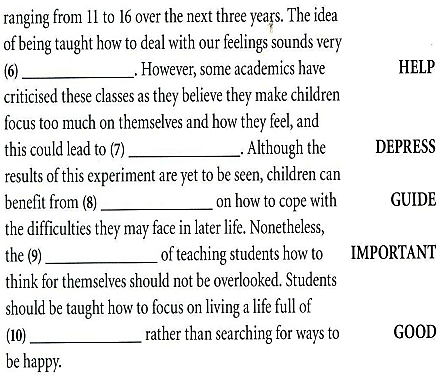 ranging from 11 to 16 over the next three years. The idea
of being taught how to deal with our feelings sounds very
(6) ______________. However, some academics have HELP
criticised these classes as they believe they make children
focus too much on themselves and how they feel, and
this could lead to (7) ______________. Although the DEPRESS
results of this experiment are yet to be seen, children can
benefit from (8) ______________ on how to cope with GUIDE
the difficulties they may face in later life. Nonetheless,
the (9) ______________ of teaching students how to IMPORTANT
think for themselves should not be overlooked. Students
should be taught how to focus on living a life full of
(10) ______________ rather than searching for ways to GOOD
be happy.